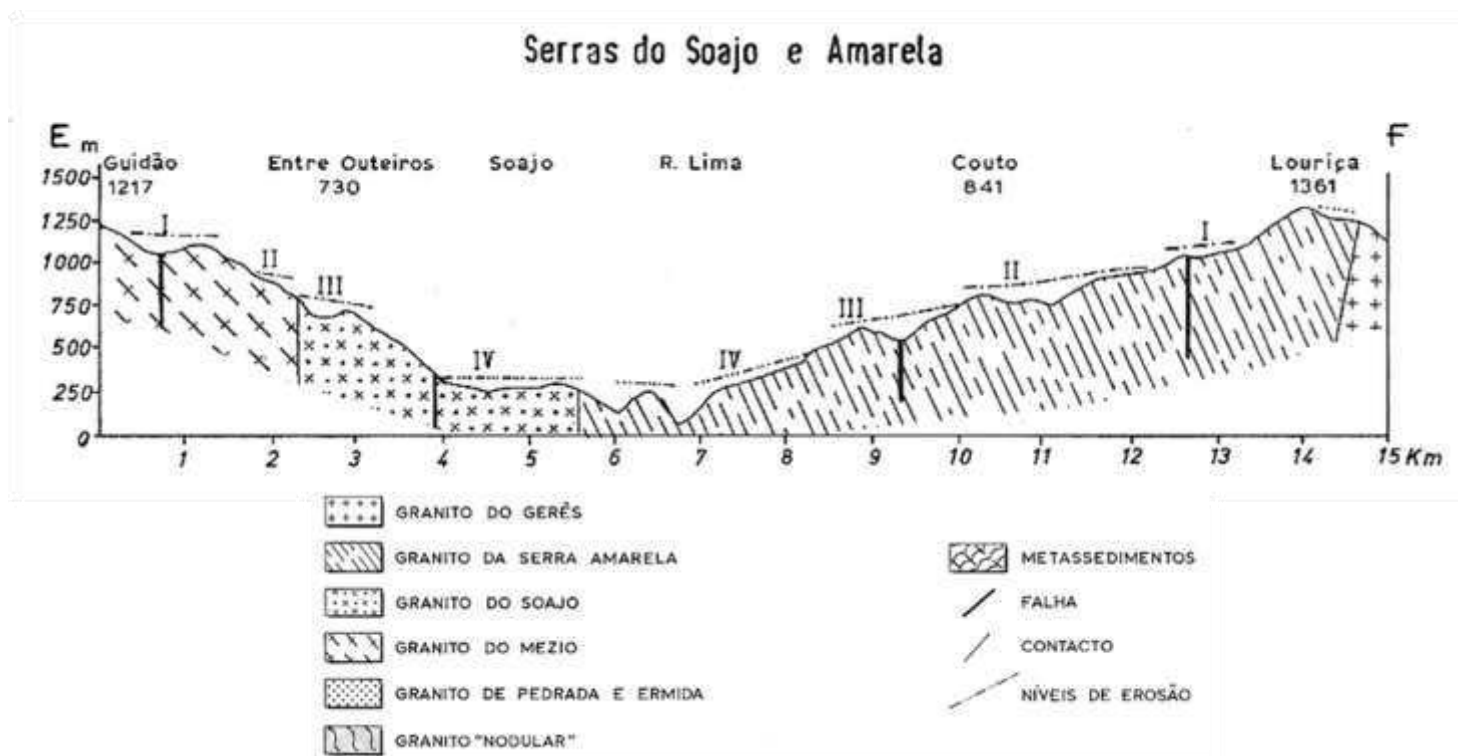 Serras do Soajo e Amarela
E m F
Guidão Entre Outeiros Soajo R. Lima Couto Louriça
1217 730 841 1361
1500
1250
1000
750
500
250
0
I II III IV IV III II I
1 2 3 4 5 6 7 8 9 10 11 12 13 14 15 Km
GRANITO DO GERÊS
GRANITO DA SERRA AMARELA
GRANITO DO SOAJO
GRANITO DO MEZIO
GRANITO DE PEDRADA E ERMIDA
GRANITO "NODULAR"
METASSEDIMENTOS
FALHA
CONTACTO
NÍVEIS DE EROSÃO